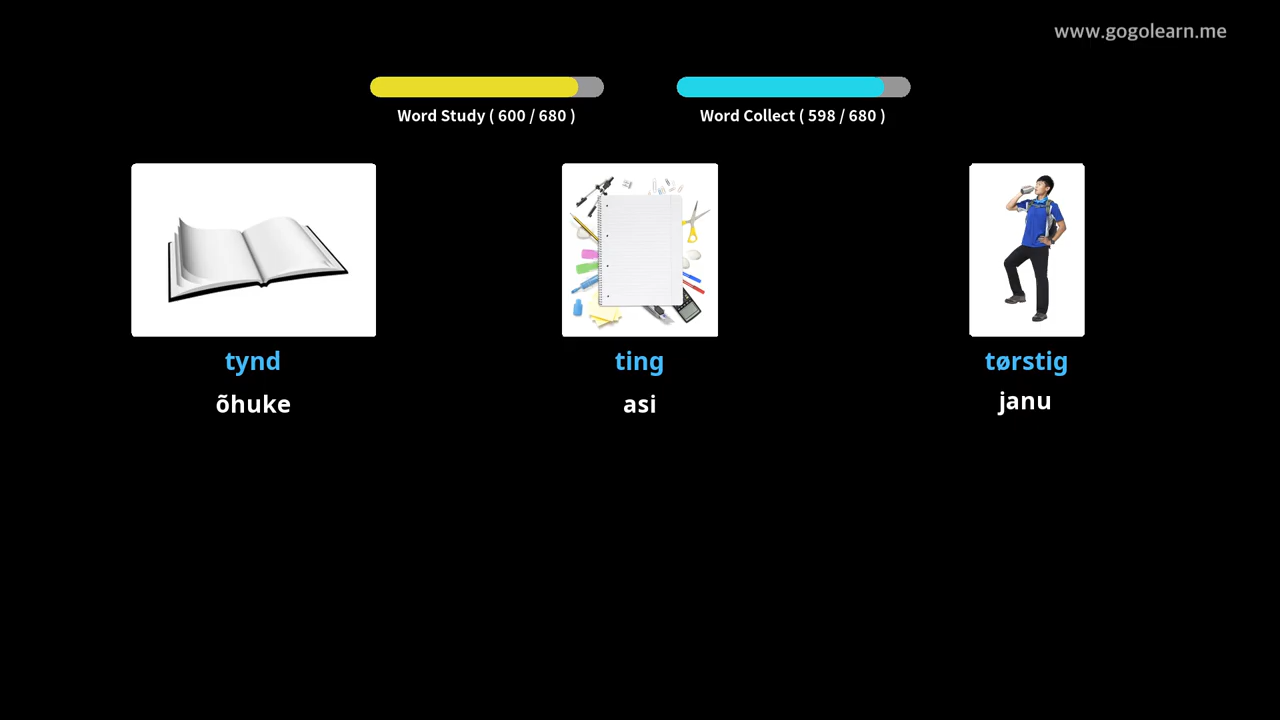 www.gogolearn.me
Word Study ( 600 / 680 )
Word Collect ( 598 / 680 )
tynd
ting
tørstig
õhuke
asi
janu